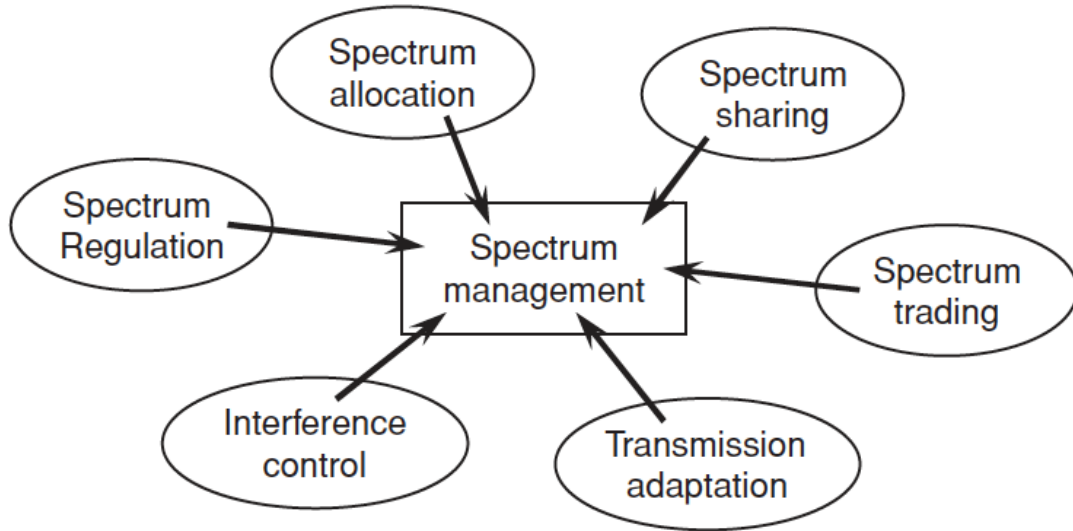 Spectrum
allocation
Spectrum
sharing
Spectrum
Regulation
Spectrum
management
Spectrum
trading
Interference
control
Transmission
adaptation